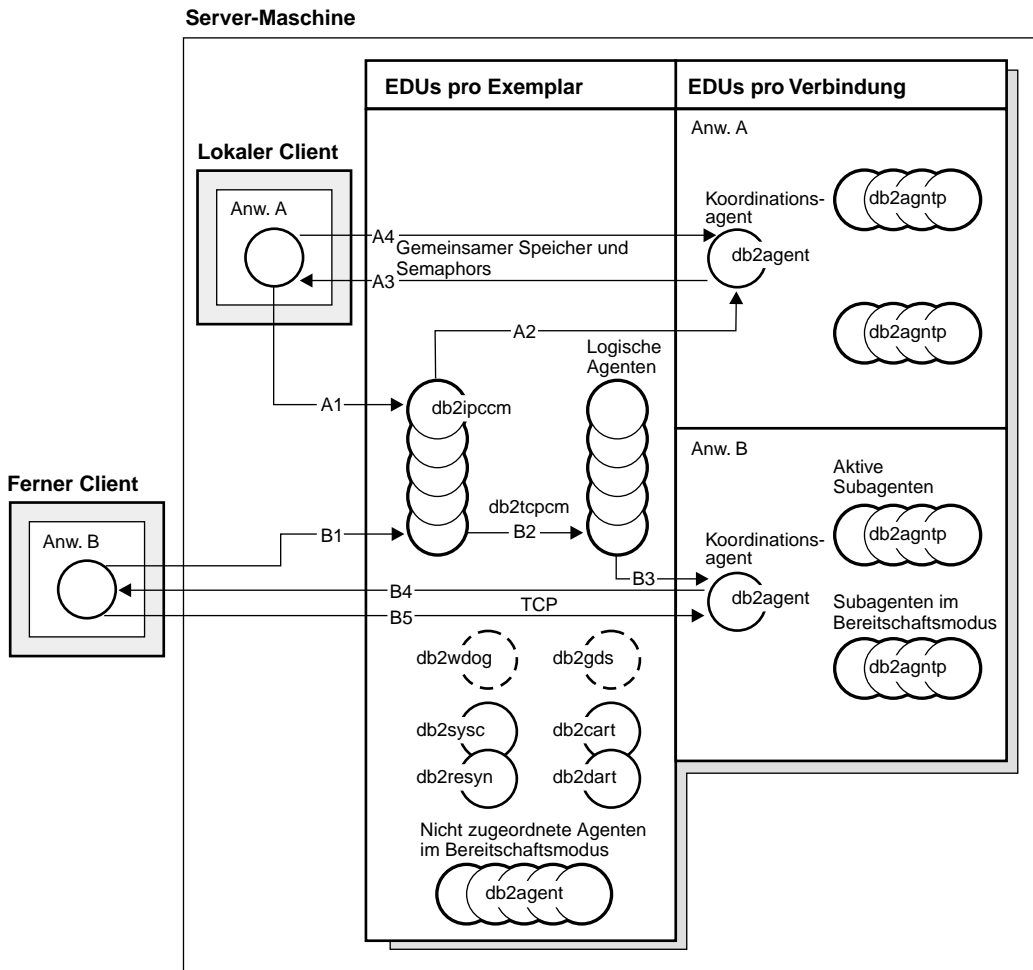 Server-Maschine
EDUs pro Exemplar
EDUs pro Verbindung
Lokaler Client
Anw. A
A4
Gemeinsamer Speicher und
Semaphors
A3
A1
A2
db2ipccm
Logische
Agenten
Anw. A
Koordinations-
agent
db2agent
db2agntp
db2agntp
Ferner Client
Anw. B
B1
db2tcpcm
B2
B3
B4
TCP
B5
Anw. B
Koordinations-
agent
db2agent
Aktive
Subagenten
db2agntp
Subagenten im
Bereitschaftsmodus
db2agntp
db2wdog
db2gds
db2sysc
db2cart
db2resyn
db2dart
Nicht zugeordnete Agenten
im Bereitschaftsmodus
db2agent